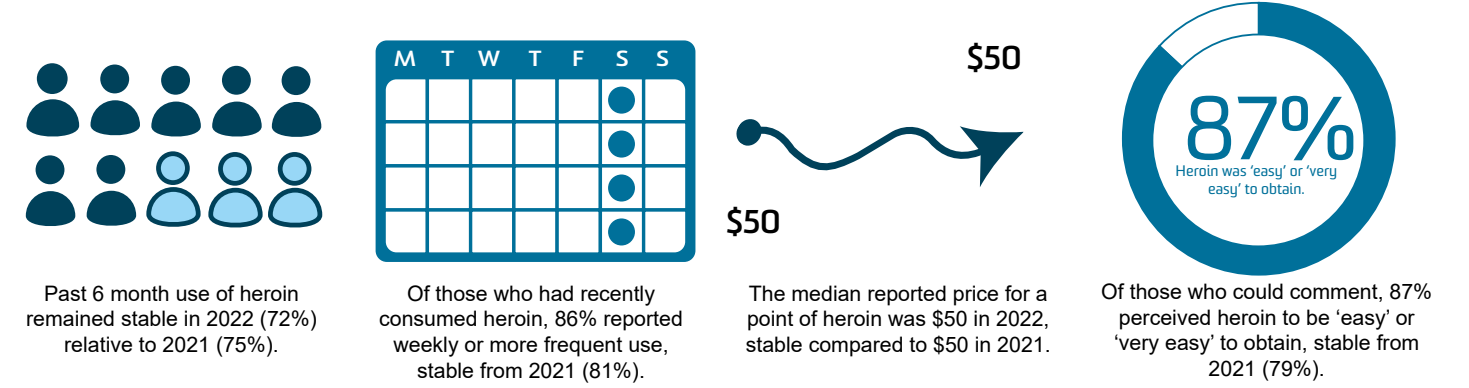 M T W T F S S
$50
$50
87%
Heroin was 'easy' or 'very
easy' to obtain.
Past 6 month use of heroin
remained stable in 2022 (72%)
relative to 2021 (75%).
Of those who had recently
consumed heroin, 86% reported
weekly or more frequent use,
stable from 2021 (81%).
The median reported price for a
point of heroin was $50 in 2022,
stable compared to $50 in 2021.
Of those who could comment, 87%
perceived heroin to be ‘easy’ or
‘very easy’ to obtain, stable from
2021 (79%).